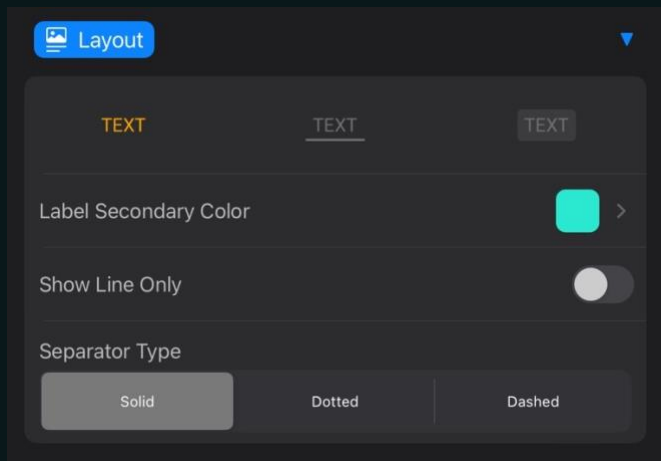 Layout
TEXT TEXT TEXT
Label Secondary Color
Show Line Only
Separator Type
Solid Dotted Dashed